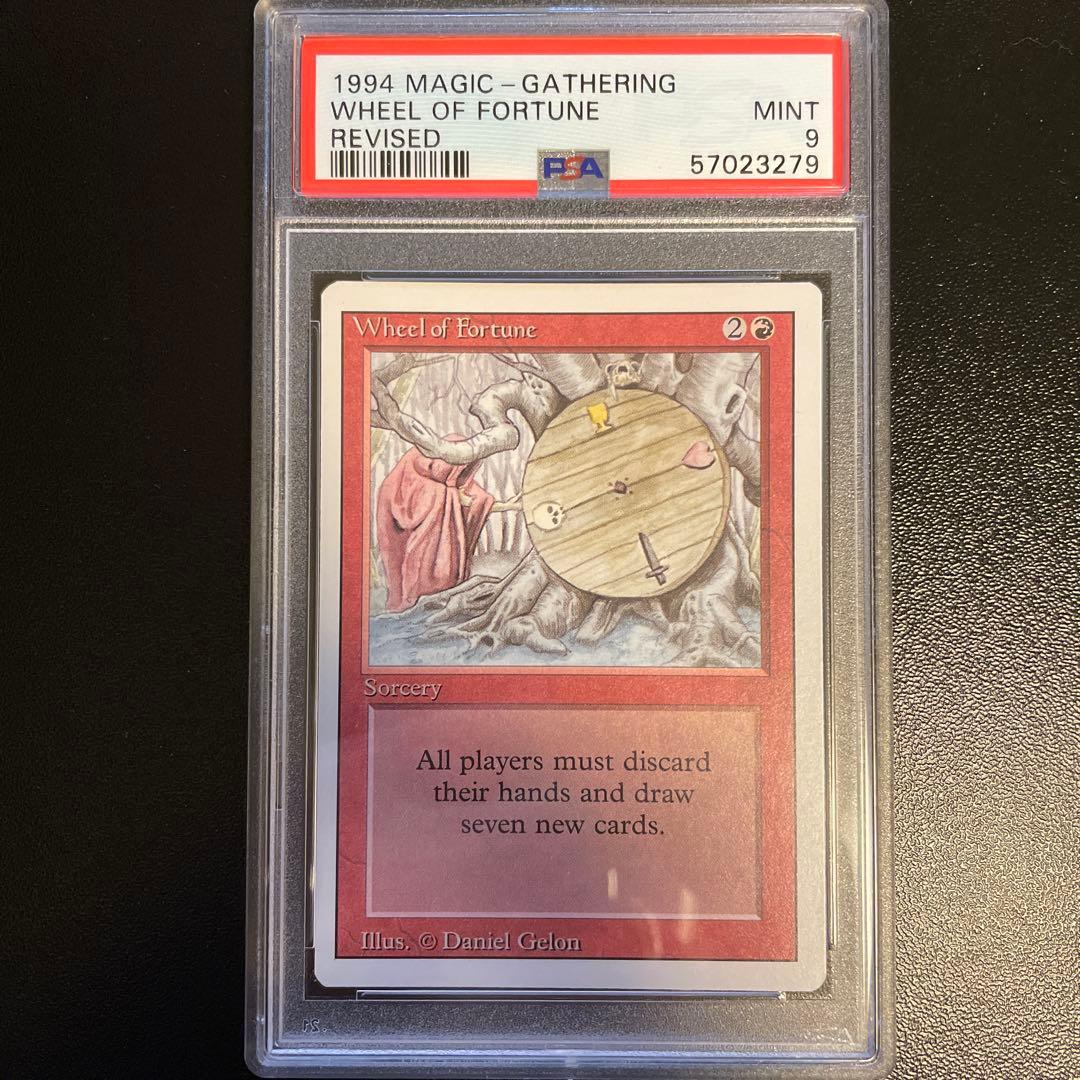 1994 MAGIC – GATHERING
WHEEL OF FORTUNE MINT
REVISED 9
PSA 57023279
Wheel of Fortune 2
Sorcery
All players must discard
their hands and draw
seven new cards.
Illus. © Daniel Gelon